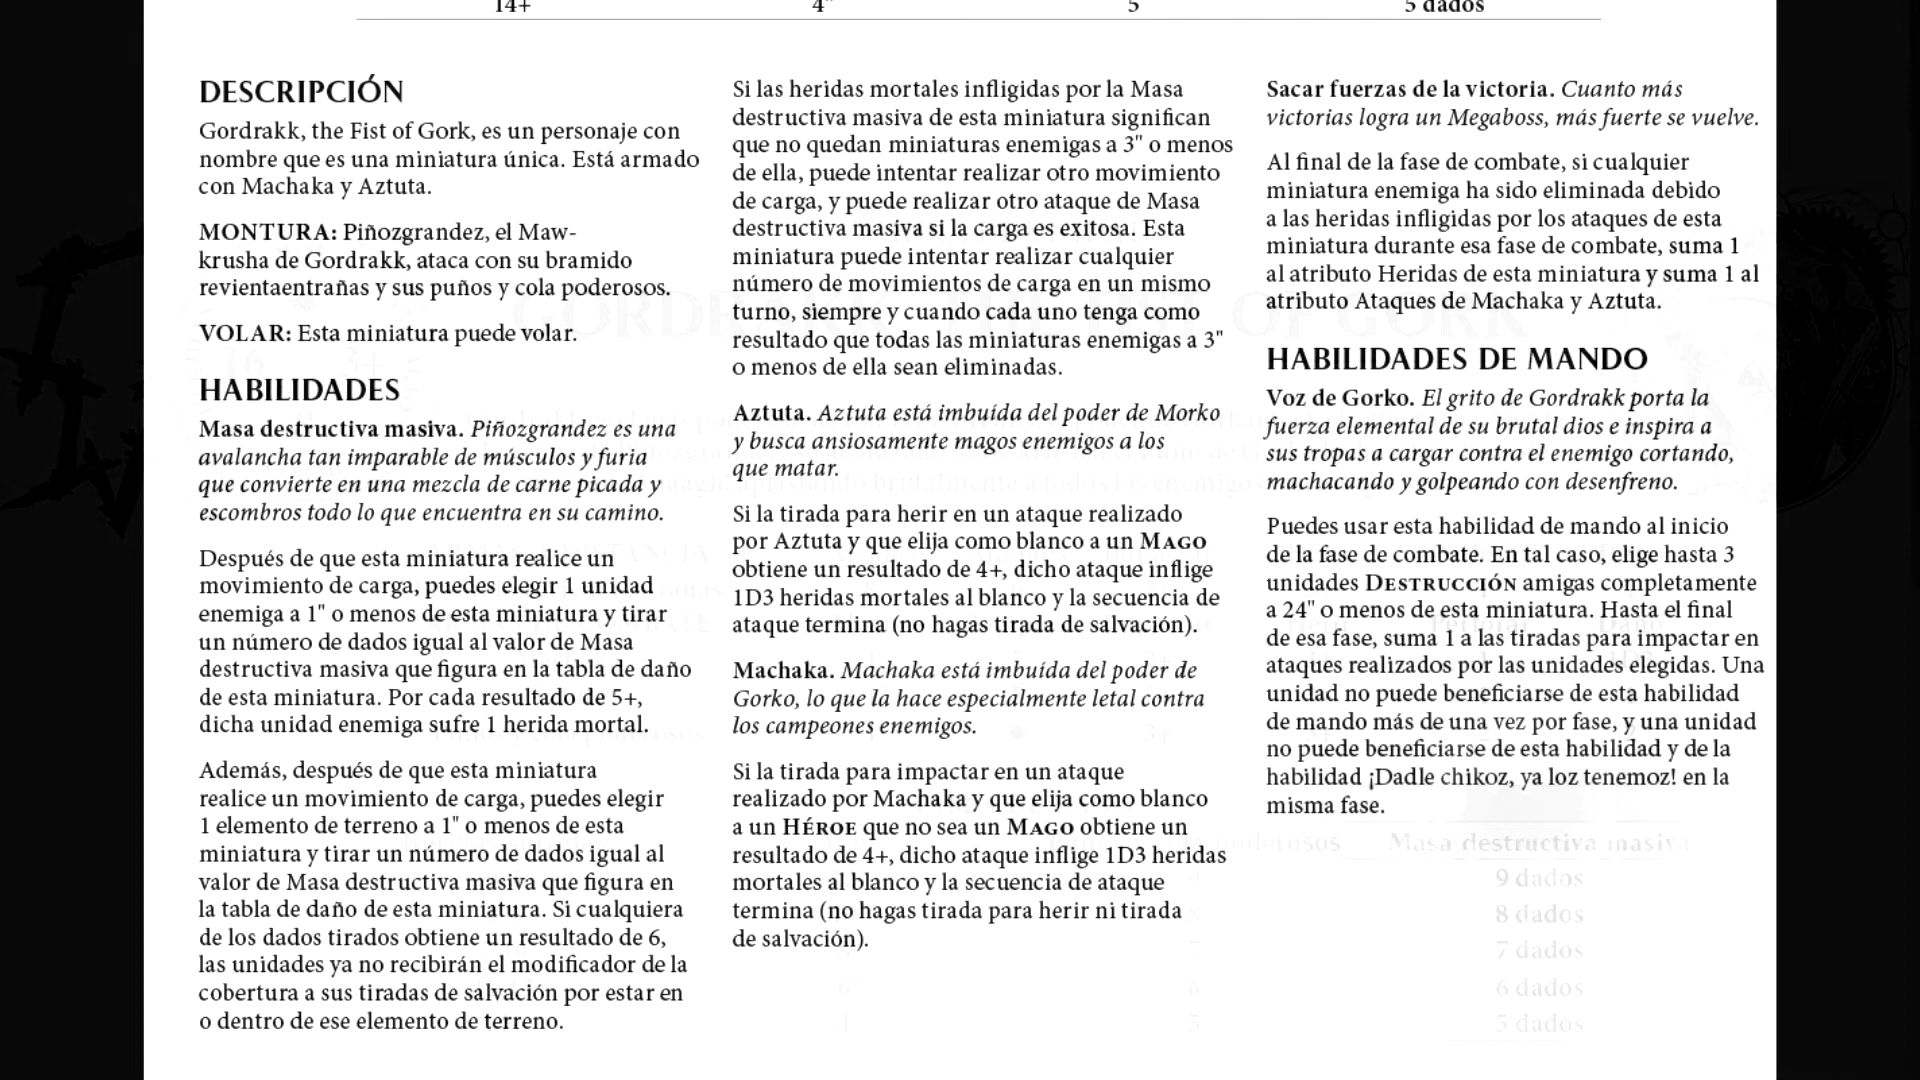 14+ 4" 5 5 dados
DESCRIPCIÓN
Gordrakk, the Fist of Gork, es un personaje con
nombre que es una miniatura única. Está armado
con Machaka y Aztuta.
MONTURA: Piñozgrandez, el Maw-
krusha de Gordrakk, ataca con su bramido
revientaentrañas y sus puños y cola poderosos.
VOLAR: Esta miniatura puede volar.
HABILIDADES
Masa destructiva masiva. Piñozgrandez es una
avalancha tan imparable de músculos y furia
que convierte en una mezcla de carne picada y
escombros todo lo que encuentra en su camino.
Después de que esta miniatura realice un
movimiento de carga, puedes elegir 1 unidad
enemiga a 1" o menos de esta miniatura y tirar
un número de dados igual al valor de Masa
destructiva masiva que figura en la tabla de daño
de esta miniatura. Por cada resultado de 5+,
dicha unidad enemiga sufre 1 herida mortal.
Además, después de que esta miniatura
realice un movimiento de carga, puedes elegir
1 elemento de terreno a 1" o menos de esta
miniatura y tirar un número de dados igual al
valor de Masa destructiva masiva que figura en
la tabla de daño de esta miniatura. Si cualquiera
de los dados tirados obtiene un resultado de 6,
las unidades ya no recibirán el modificador de la
cobertura a sus tiradas de salvación por estar en
o dentro de ese elemento de terreno.
Si las heridas mortales infligidas por la Masa
destructiva masiva de esta miniatura significan
que no quedan miniaturas enemigas a 3" o menos
de ella, puede intentar realizar otro movimiento
de carga, y puede realizar otro ataque de Masa
destructiva masiva si la carga es exitosa. Esta
miniatura puede intentar realizar cualquier
número de movimientos de carga en un mismo
turno, siempre y cuando cada uno tenga como
resultado que todas las miniaturas enemigas a 3"
o menos de ella sean eliminadas.
Aztuta. Aztuta está imbuída del poder de Morko
y busca ansiosamente magos enemigos a los
que matar.
Si la tirada para herir en un ataque realizado
por Aztuta y que elija como blanco a un MAGO
obtiene un resultado de 4+, dicho ataque inflige
1D3 heridas mortales al blanco y la secuencia de
ataque termina (no hagas tirada de salvación).
Machaka. Machaka está imbuída del poder de
Gorko, lo que la hace especialmente letal contra
los campeones enemigos.
Si la tirada para impactar en un ataque
realizado por Machaka y que elija como blanco
a un HÉROE que no sea un MAGO obtiene un
resultado de 4+, dicho ataque inflige 1D3 heridas
mortales al blanco y la secuencia de ataque
termina (no hagas tirada para herir ni tirada
de salvación).
Sacar fuerzas de la victoria. Cuanto más
victorias logra un Megaboss, más fuerte se vuelve.
Al final de la fase de combate, si cualquier
miniatura enemiga ha sido eliminada debido
a las heridas infligidas por los ataques de esta
miniatura durante esa fase de combate, suma 1
al atributo Heridas de esta miniatura y suma 1 al
atributo Ataques de Machaka y Aztuta.
HABILIDADES DE MANDO
Voz de Gorko. El grito de Gordrakk porta la
fuerza elemental de su brutal dios e inspira a
sus tropas a cargar contra el enemigo cortando,
machacando y golpeando con desenfreno.
Puedes usar esta habilidad de mando al inicio
de la fase de combate. En tal caso, elige hasta 3
unidades DESTRUCCIÓN amigas completamente
a 24" o menos de esta miniatura. Hasta el final
de esa fase, suma 1 a las tiradas para impactar en
ataques realizados por las unidades elegidas. Una
unidad no puede beneficiarse de esta habilidad
de mando más de una vez por fase, y una unidad
no puede beneficiarse de esta habilidad y de la
habilidad ¡Dadle chikoz, ya loz tenemoz! en la
misma fase.
GORDRAKK, THE FIST OF GORK
Masa destructiva masiva
9 dados
8 dados
7 dados
6 dados
5 dados